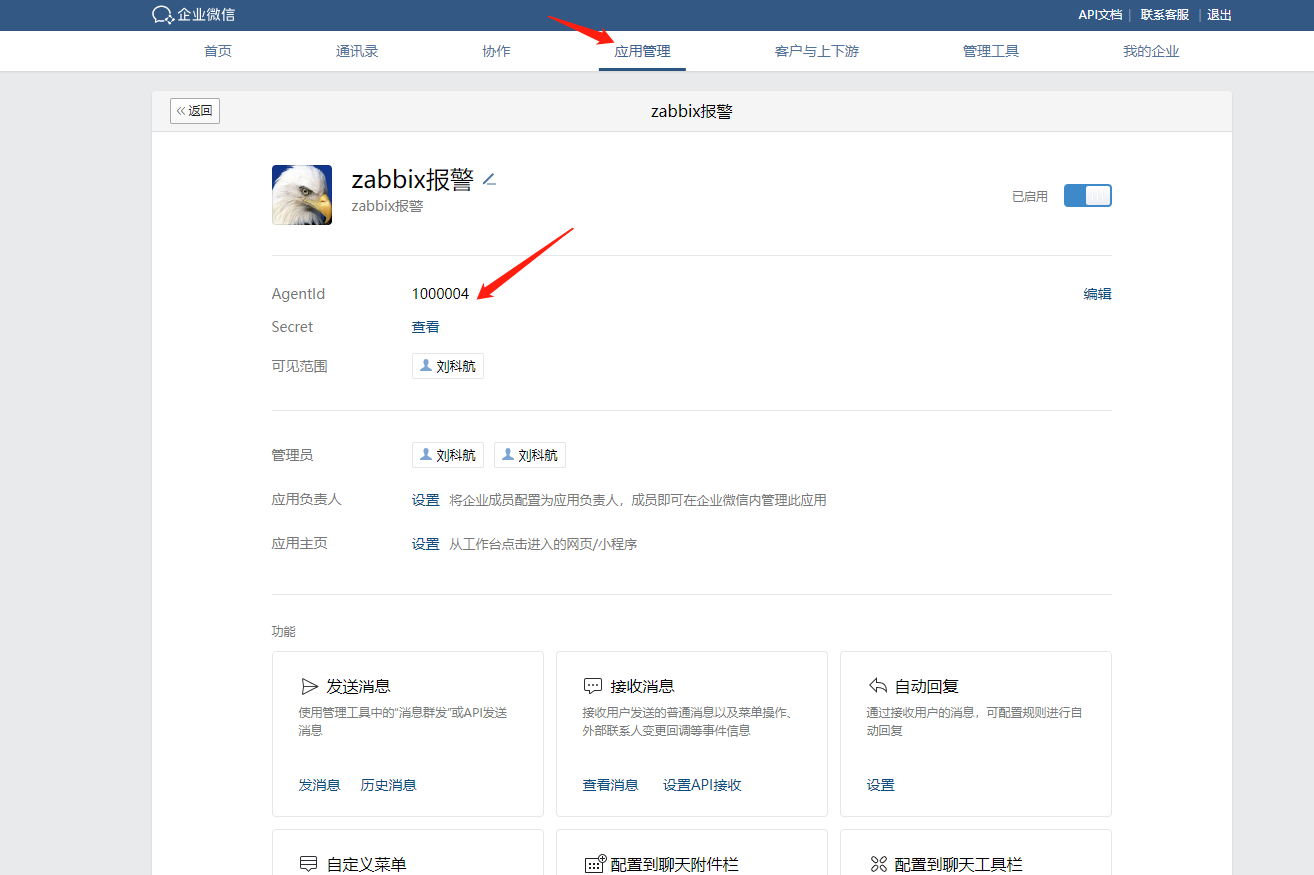 企业微信
API文档 | 联系客服 | 退出
首页 通讯录 协作 应用管理 客户与上下游 管理工具 我的企业
«返回 zabbix报警
zabbix报警
zabbix报警
已启用
AgentId 1000004 编辑
Secret 查看
可见范围 刘科航
管理员 刘科航 刘科航
应用负责人 设置 将企业成员配置为应用负责人，成员即可在企业微信内管理此应用
应用主页 设置 从工作台点击进入的网页/小程序
功能
发送消息
使用管理工具中的“消息群发”或API发送
消息
发消息 历史消息
接收消息
接收用户发送的普通消息以及菜单操作、
外部联系人变更回调等事件信息
查看消息 设置API接收
自动回复
通过接收用户的消息，可配置规则进行自
动回复
设置
自定义菜单
配置到聊天附件栏
配置到聊天工具栏